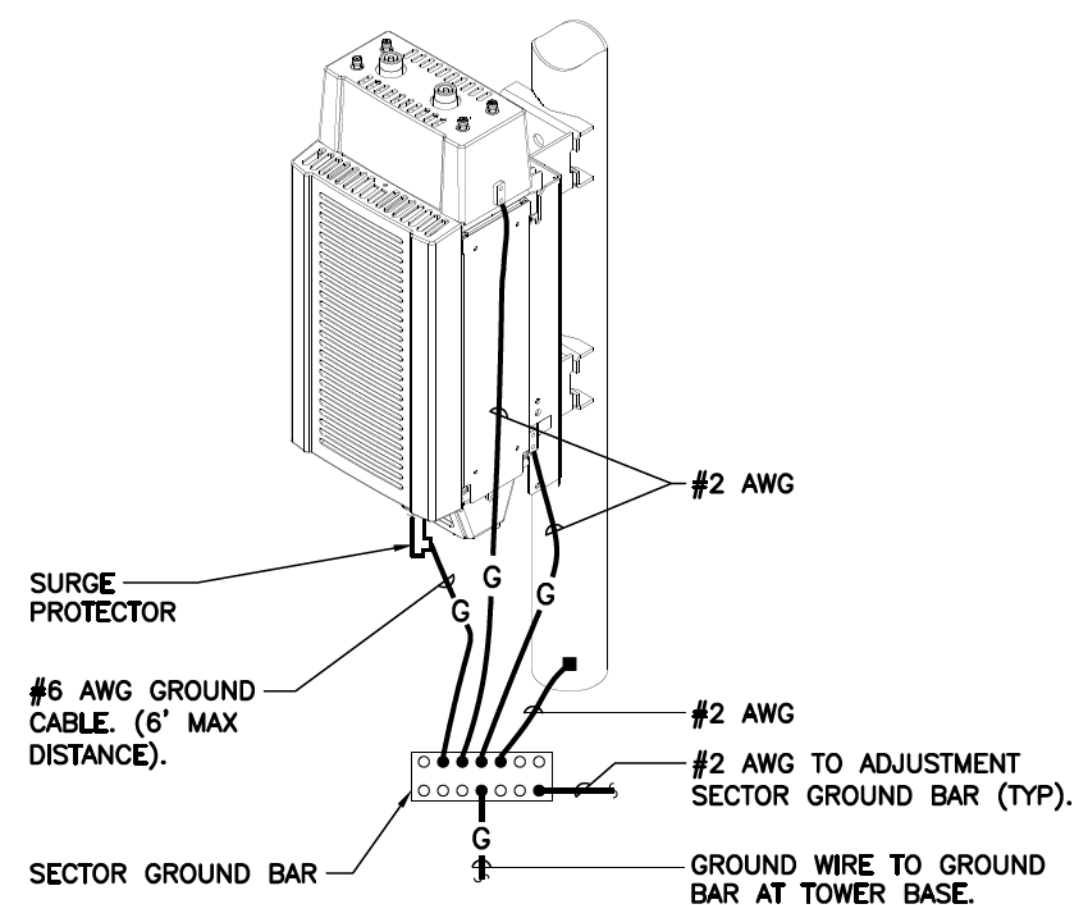 #2 AWG
SURGE
PROTECTOR
G
G
G
#6 AWG GROUND
CABLE. (6' MAX
DISTANCE).
#2 AWG
#2 AWG TO ADJUSTMENT
SECTOR GROUND BAR (TYP).
G
SECTOR GROUND BAR
GROUND WIRE TO GROUND
BAR AT TOWER BASE.